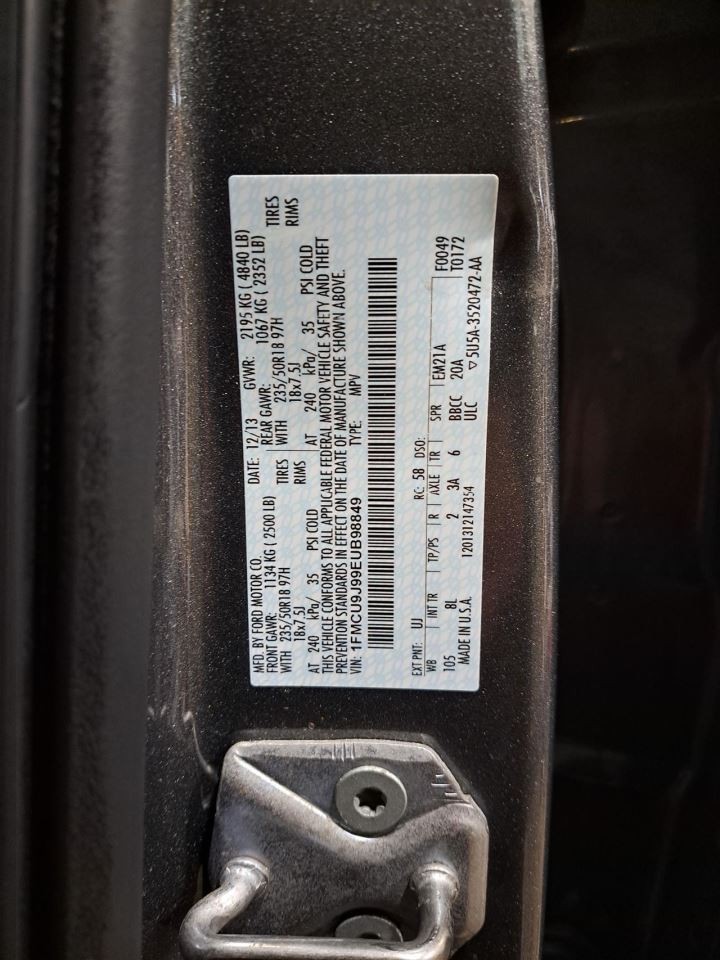 MFD. BY FORD MOTOR CO. DATE: 12/13 GVWR: 2195 KG ( 4840 LB)
FRONT GAWR: 1134 KG ( 2500 LB) REAR GAWR: 1067 KG ( 2352 LB)
WITH 235/50R18 97H TIRES WITH 235/50R18 97H TIRES
18x7.5J RIMS 18x7.5J RIMS
AT 240 kPa/ 35 PSI COLD AT 240 kPa/ 35 PSI COLD
THIS VEHICLE CONFORMS TO ALL APPLICABLE FEDERAL MOTOR VEHICLE SAFETY AND THEFT
PREVENTION STANDARDS IN EFFECT ON THE DATE OF MANUFACTURE SHOWN ABOVE.
VIN: 1FMCU9J99EUB98849 TYPE: MPV
EXT PNT: UJ RC: 58 DSO: EM21A F0049
WB INT TR TP/PS R AXLE TR SPR T0172
105 8L 2 3A 6 BBCC 20A
MADE IN U.S.A. 1201312147354 ULC ▽5U5A-3520472-AA